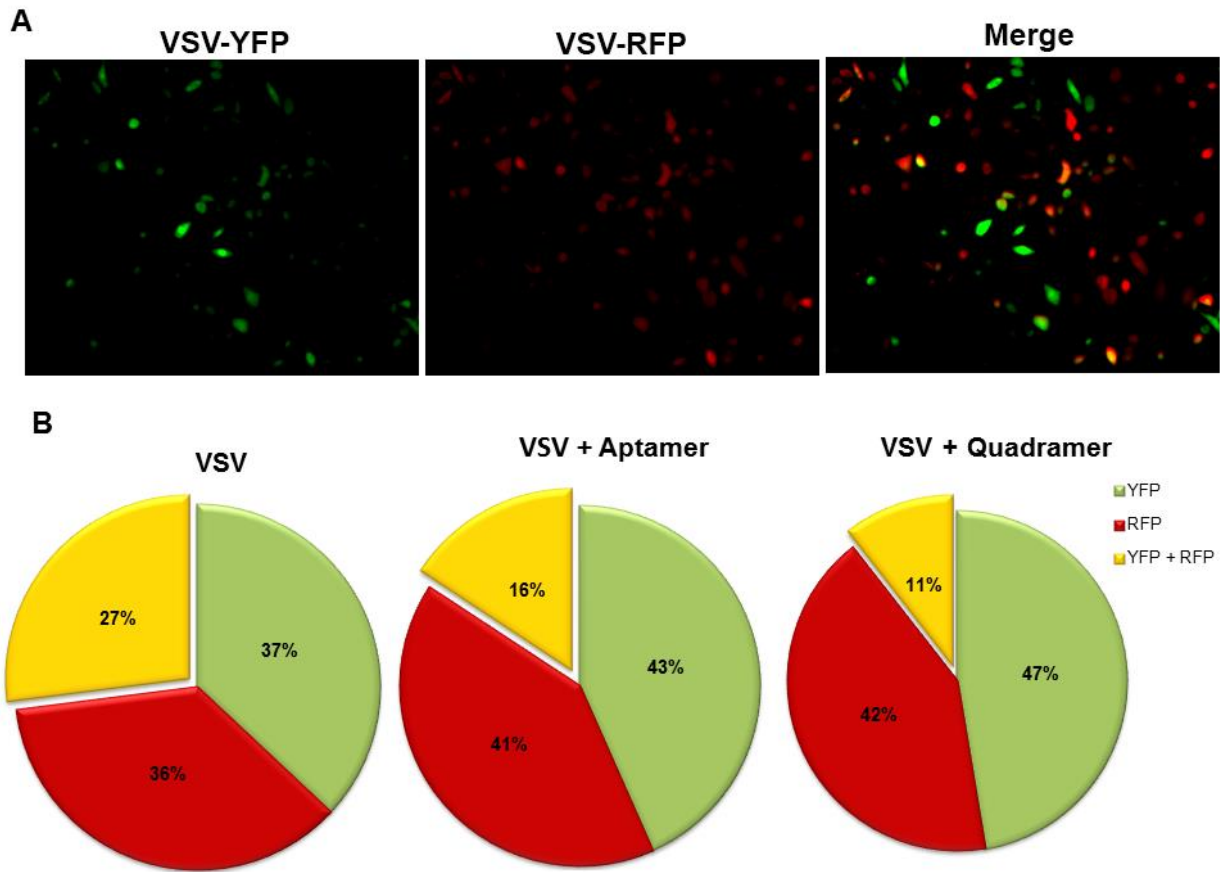 A
VSV-YFP
VSV-RFP
Merge
B
VSV
VSV + Aptamer
VSV + Quadramer
YFP
RFP
YFP + RFP
27%
37%
36%
16%
43%
41%
11%
47%
42%